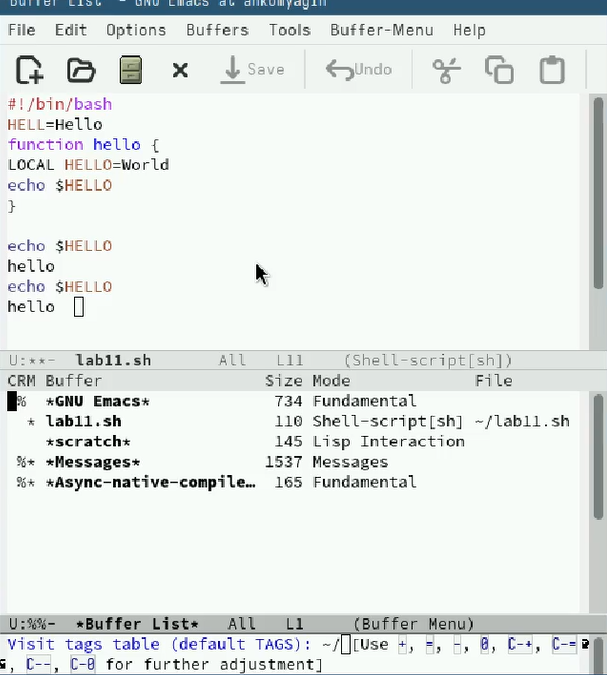 Buffer List - GNU Emacs at ankomyagin
File Edit Options Buffers Tools Buffer-Menu Help
Save Undo
#!/bin/bash
HELL=Hello
function hello {
LOCAL HELLO=World
echo $HELLO
}
echo $HELLO
hello
echo $HELLO
hello
U:**- lab11.sh All L11 (Shell-script[sh])
CRM Buffer Size Mode File
% *GNU Emacs* 734 Fundamental
* lab11.sh 110 Shell-script[sh] ~/lab11.sh
*scratch* 145 Lisp Interaction
%* *Messages* 1537 Messages
%* *Async-native-compile… 165 Fundamental
U:%%- *Buffer List* All L1 (Buffer Menu)
Visit tags table (default TAGS): ~/ [Use +, =, -, 0, C-+, C-=
, C--, C-0 for further adjustment]